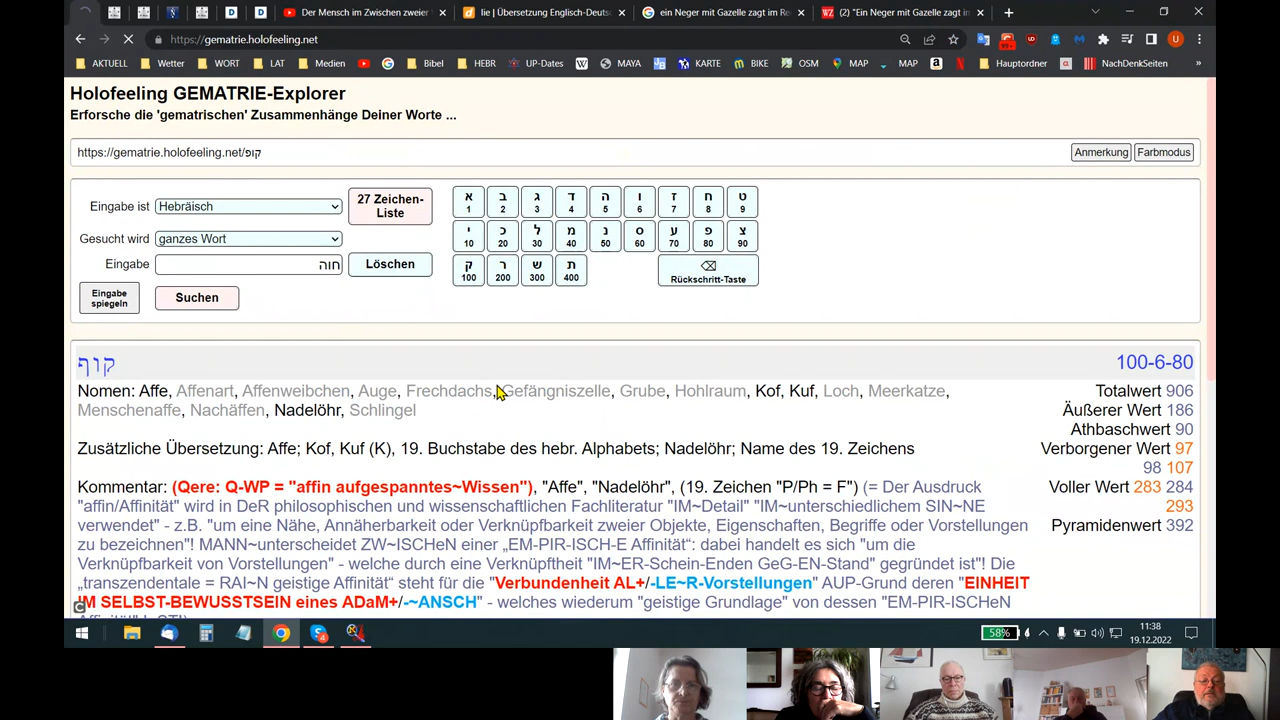 Der Mensch im Zwischen zweier
lie | Übersetzung Englisch-Deuts
ein Neger mit Gazelle zagt im Re
(2) "Ein Neger mit Gazelle zagt im
https://gematrie.holofeeling.net
AKTUELL Wetter WORT LAT Medien Bibel HEBR UP-Dates MAYA KARTE BIKE OSM MAP MAP Hauptordner NachDenkSeiten »
Holofeeling GEMATRIE-Explorer
Erforsche die 'gematrischen' Zusammenhänge Deiner Worte ...
https://gematrie.holofeeling.net/קופ Anmerkung Farbmodus
Eingabe ist Hebräisch
27 Zeichen-
Liste
Gesucht wird ganzes Wort
Eingabe חוה Löschen
Eingabe
spiegeln
Suchen
א ב ג ד ה ו ז ח ט
1 2 3 4 5 6 7 8 9
י כ ל מ נ ס ע פ צ
10 20 30 40 50 60 70 80 90
ק ר ש ת
100 200 300 400
Rückschritt-Taste
קוף 100-6-80
Nomen: Affe, Affenart, Affenweibchen, Auge, Frechdachs, Gefängniszelle, Grube, Hohlraum, Kof, Kuf, Loch, Meerkatze,
Menschenaffe, Nachäffen, Nadelöhr, Schlingel
Zusätzliche Übersetzung: Affe; Kof, Kuf (K), 19. Buchstabe des hebr. Alphabets; Nadelöhr; Name des 19. Zeichens
Kommentar: (Qere: Q-WP = "affin aufgespanntes~Wissen"), "Affe", "Nadelöhr", (19. Zeichen "P/Ph = F") (= Der Ausdruck
"affin/Affinität" wird in DeR philosophischen und wissenschaftlichen Fachliteratur "IM~Detail" "IM~unterschiedlichem SIN~NE
verwendet" - z.B. "um eine Nähe, Annäherbarkeit oder Verknüpfbarkeit zweier Objekte, Eigenschaften, Begriffe oder Vorstellungen
zu bezeichnen"! MANN~unterscheidet ZW~ISCHeN einer „EM-PIR-ISCH-E Affinität“: dabei handelt es sich "um die
Verknüpfbarkeit von Vorstellungen" - welche durch eine Verknüpftheit "IM~ER-Schein-Enden GeG-EN-Stand" gegründet ist"! Die
„transzendentale = RAI~N geistige Affinität“ steht für die "Verbundenheit AL+/-LE~R-Vorstellungen" AUP-Grund deren "EINHEIT
IM SELBST-BEWUSSTSEIN eines ADaM+/-~ANSCH" - welches wiederum "geistige Grundlage" von dessen "EM-PIR-ISCHeN
Totalwert 906
Äußerer Wert 186
Athbaschwert 90
Verborgener Wert 97
98 107
Voller Wert 283 284
293
Pyramidenwert 392
58%
11:38
19.12.2022